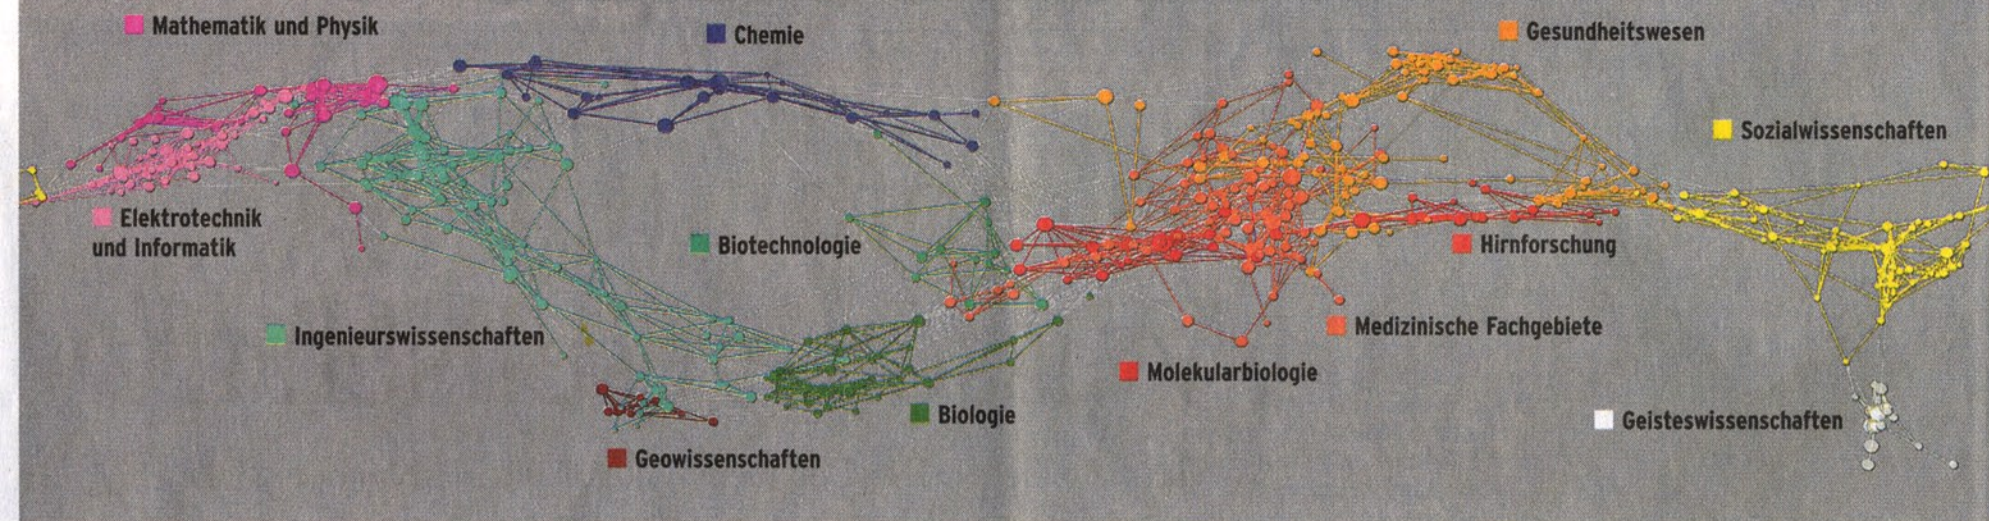 Mathematik und Physik
Chemie
Gesundheitswesen
Sozialwissenschaften
Elektrotechnik
und Informatik
Biotechnologie
Hirnforschung
Ingenieurswissenschaften
Medizinische Fachgebiete
Molekularbiologie
Biologie
Geisteswissenschaften
Geowissenschaften